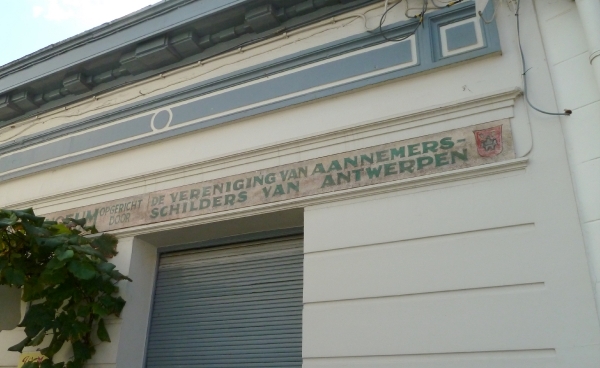 OPGERICHT DE VERENIGING VAN AANNEMERS-
DOOR SCHILDERS VAN ANTWERPEN